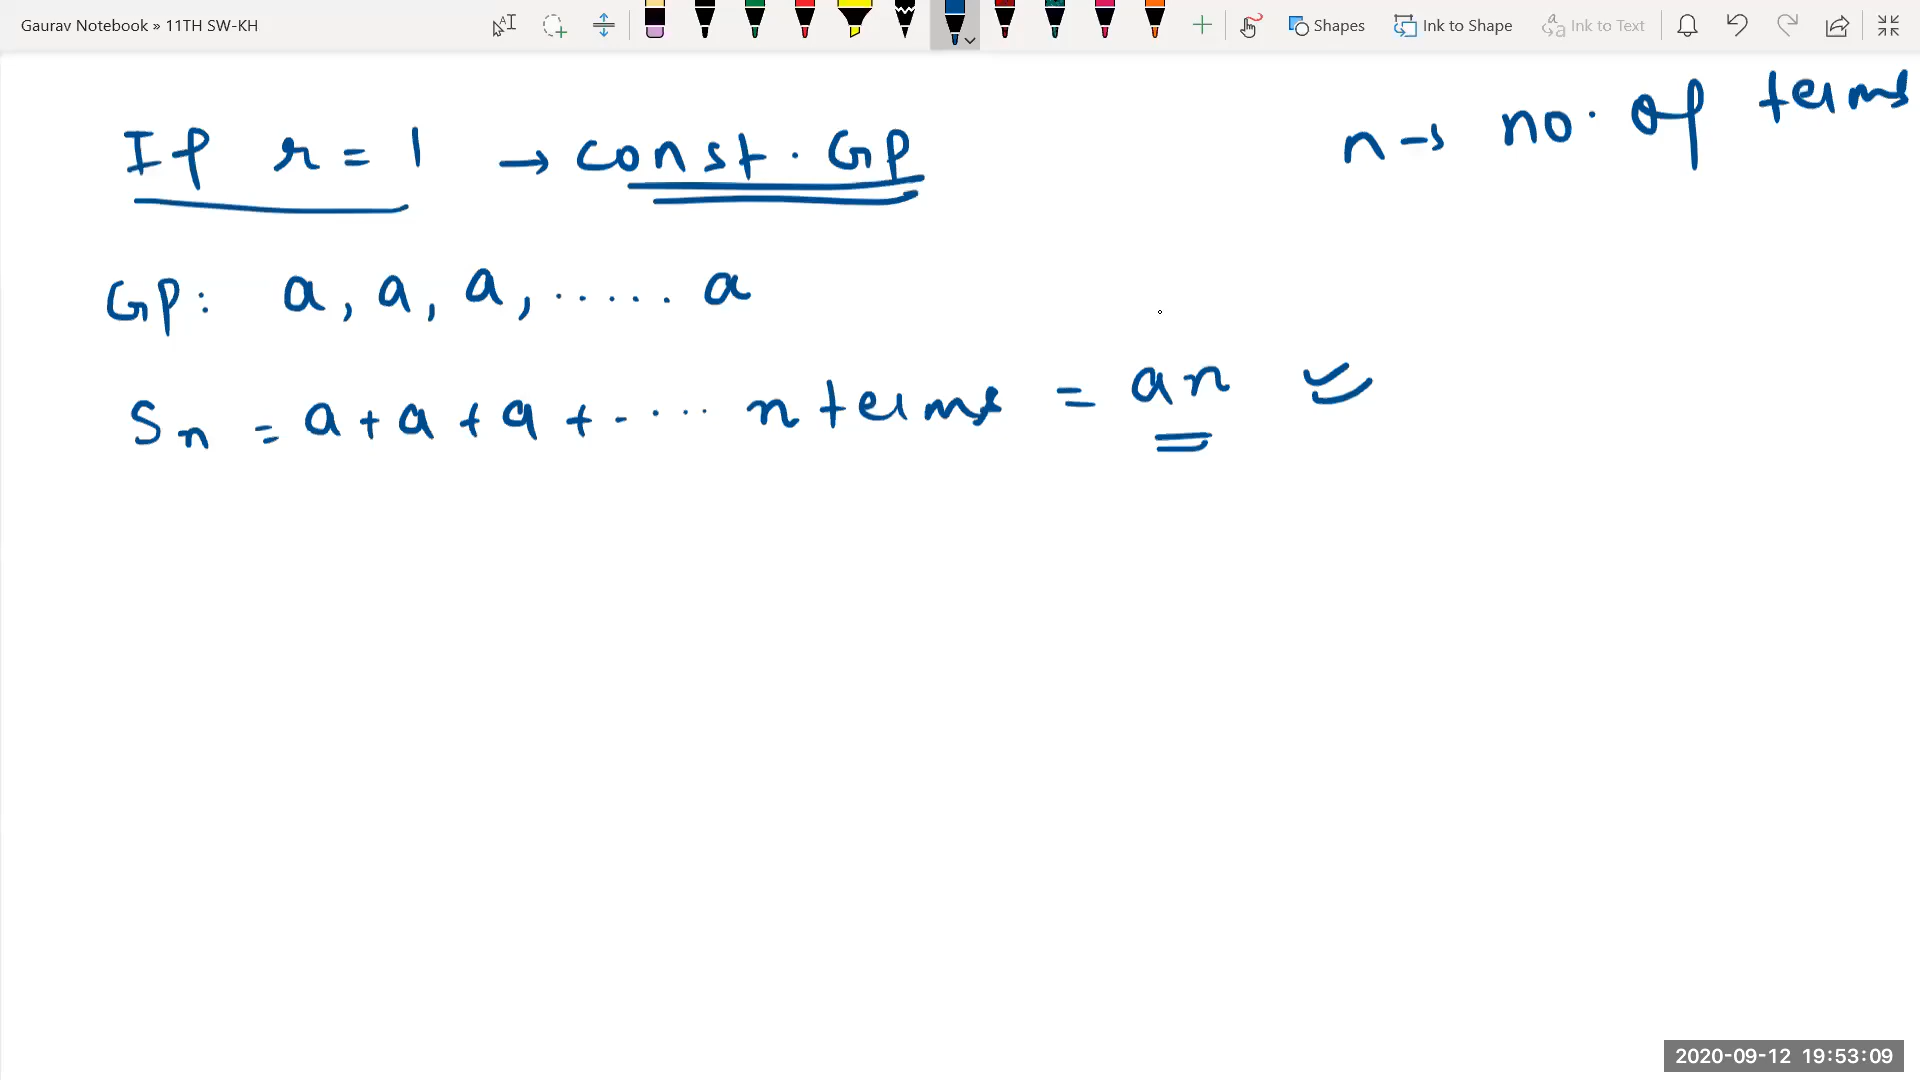 Gaurav Notebook » 11TH SW-KH
Shapes
Ink to Shape
Ink to Text
If r = 1 → const. GP
n → no. of terms
GP: a, a, a, ..... a
Sn = a + a + a + ..... n terms = an
2020-09-12 19:53:09